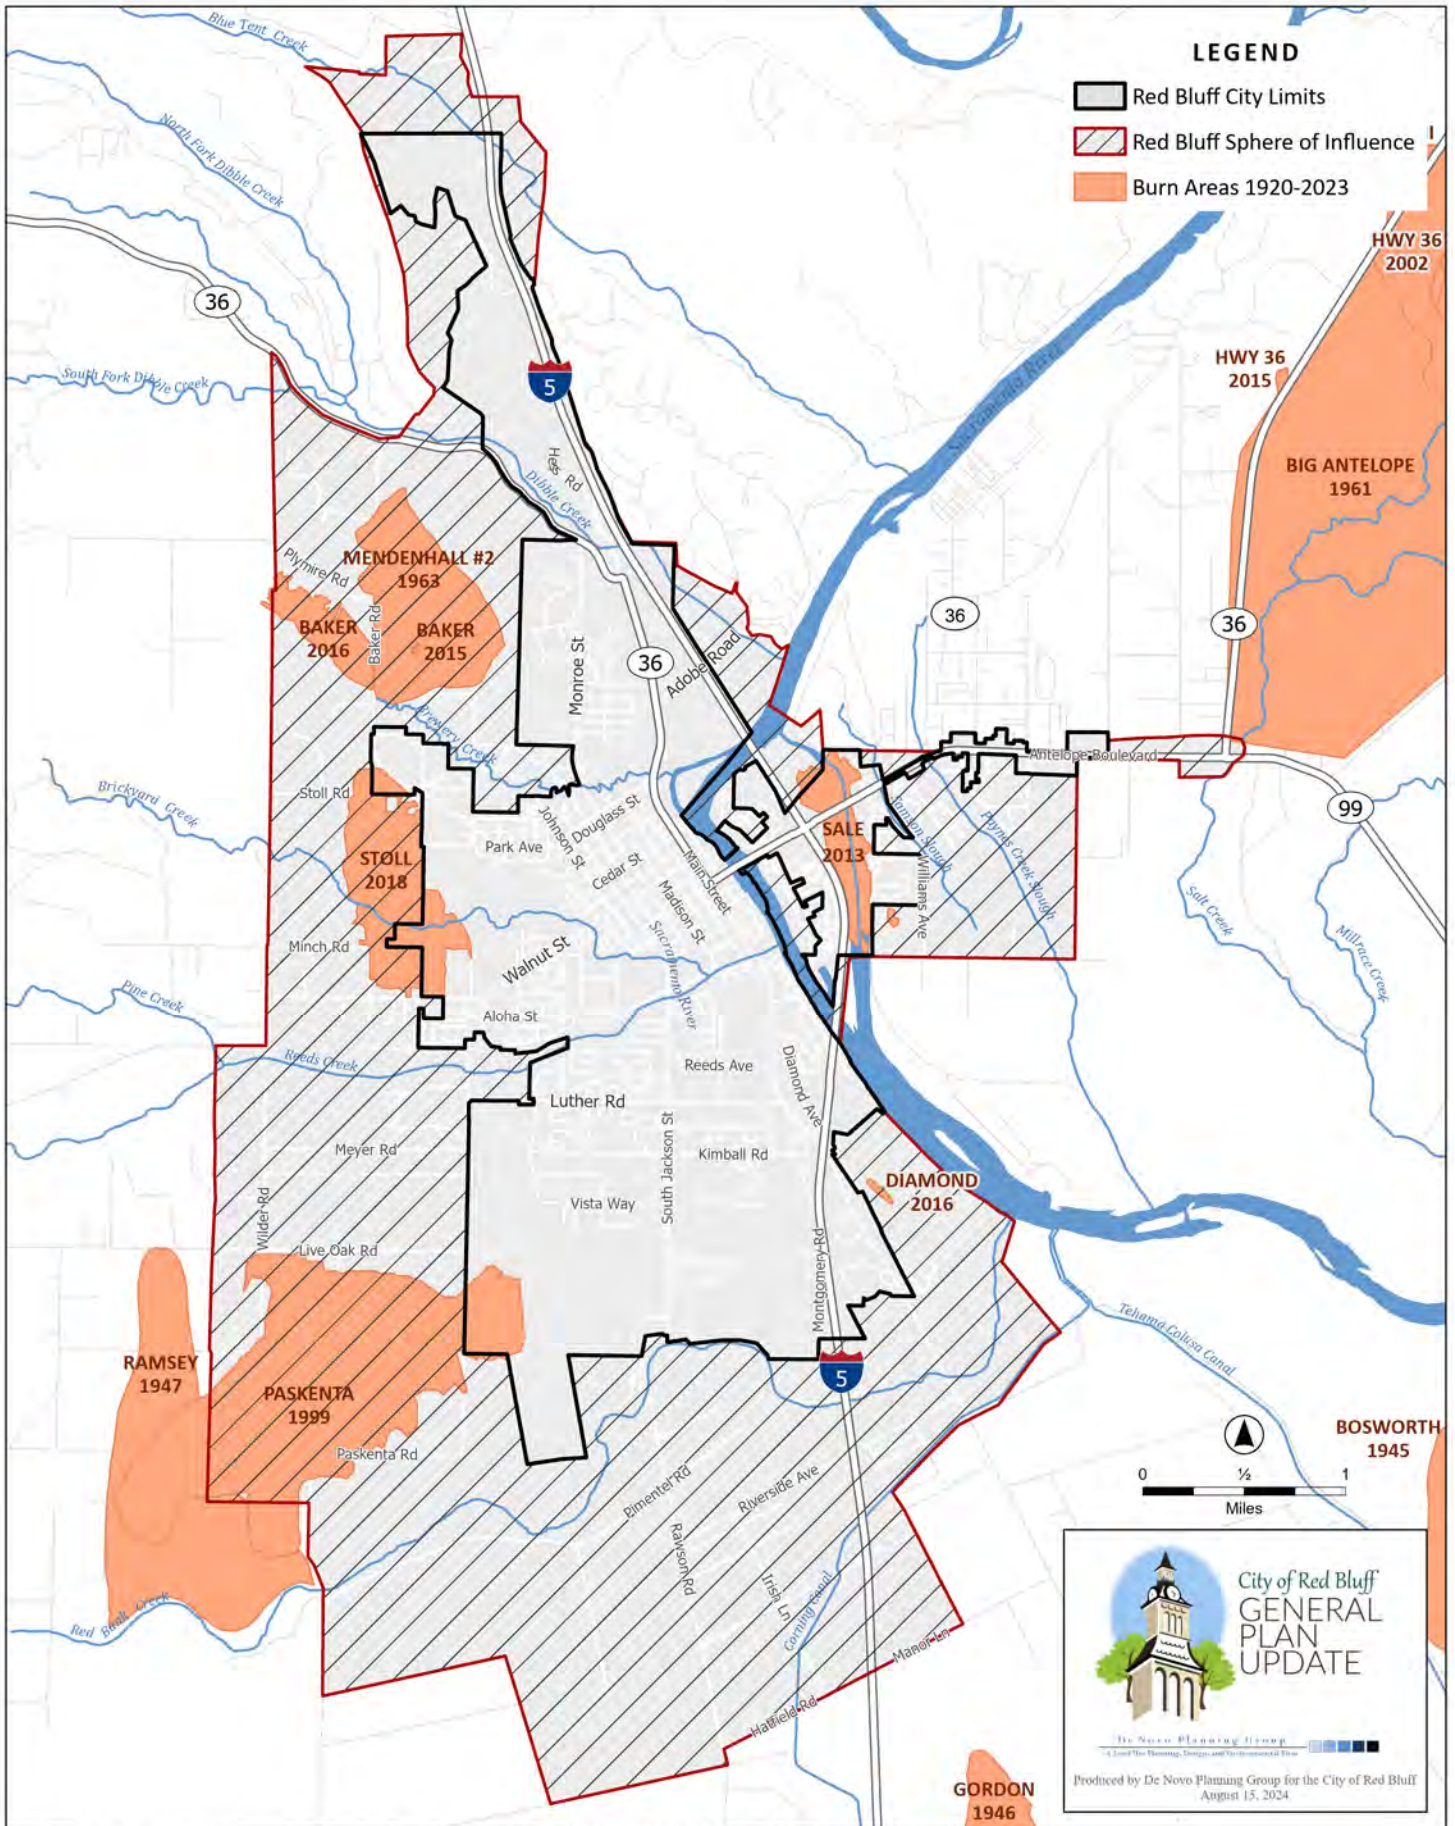 Blue Tent Creek
LEGEND
Red Bluff City Limits
Red Bluff Sphere of Influence
Burn Areas 1920-2023
North Fork Dibble Creek
HWY 36
2002
36
South Fork Dibble Creek
HWY 36
2015
5
Sacramento River
Hess Rd
Dibble Creek
BIG ANTELOPE
1961
Plymire Rd
MENDENHALL #2
1963
BAKER
2016
Baker Rd
BAKER
2015
Monroe St
36
Adobe Road
36
36
Brewery Creek
Antelope Boulevard
Brickyard Creek
Stoll Rd
99
Park Ave
Johnson St
Douglass St
Cedar St
Main Street
Madison St
SALE
2013
Samson Slough
Paynes Creek Slough
Williams Ave
STOLL
2018
Salt Creek
Millrace Creek
Minch Rd
Walnut St
Sacramento River
Pine Creek
Aloha St
Reeds Creek
Reeds Ave
Diamond Ave
Luther Rd
Meyer Rd
South Jackson St
Kimball Rd
DIAMOND
2016
Wilder Rd
Vista Way
Live Oak Rd
Montgomery Rd
Tehama-Colusa Canal
RAMSEY
1947
PASKENTA
1999
5
Paskenta Rd
BOSWORTH
1945
0 ½ 1
Miles
Pimentel Rd
Riverside Ave
Rawson Rd
Irish Ln
Corning Canal
Red Bank Creek
Manor Ln
Hatfield Rd
City of Red Bluff
GENERAL
PLAN
UPDATE
De Novo Planning Group
A Land Use Planning, Design, and Environmental Firm
Produced by De Novo Planning Group for the City of Red Bluff
August 15, 2024
GORDON
1946